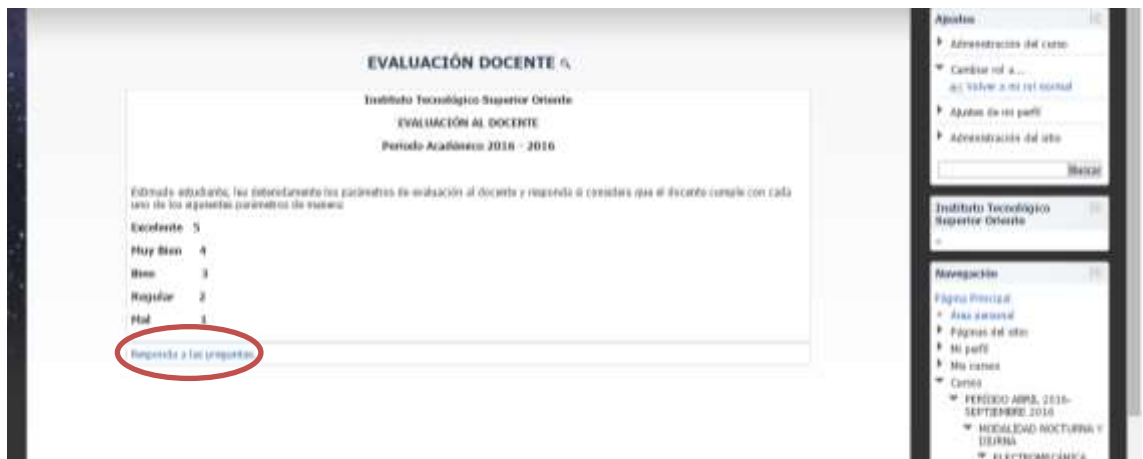 EVALUACIÓN DOCENTE
Instituto Tecnológico Superior Oriente
EVALUACIÓN AL DOCENTE
Periodo Académico 2016 - 2016
Estimado estudiante, lea detenidamente los parámetros de evaluación al docente y responda si considera que el docente cumple con cada
uno de los siguientes parámetros de manera:
Excelente 5
Muy Bien 4
Bien 3
Regular 2
Mal 1
Responda a las preguntas
Ajustes
Administración del curso
Cambiar rol a...
Volver a mi rol normal
Ajustes de mi perfil
Administración del sitio
Buscar
Instituto Tecnológico
Superior Oriente
Navegación
Página Principal
Área personal
Páginas del sitio
Mi perfil
Mis cursos
Cursos
PERÍODO ABRIL 2016-
SEPTIEMBRE 2016
MODALIDAD NOCTURNA Y
DIURNA
ELECTROMECÁNICA